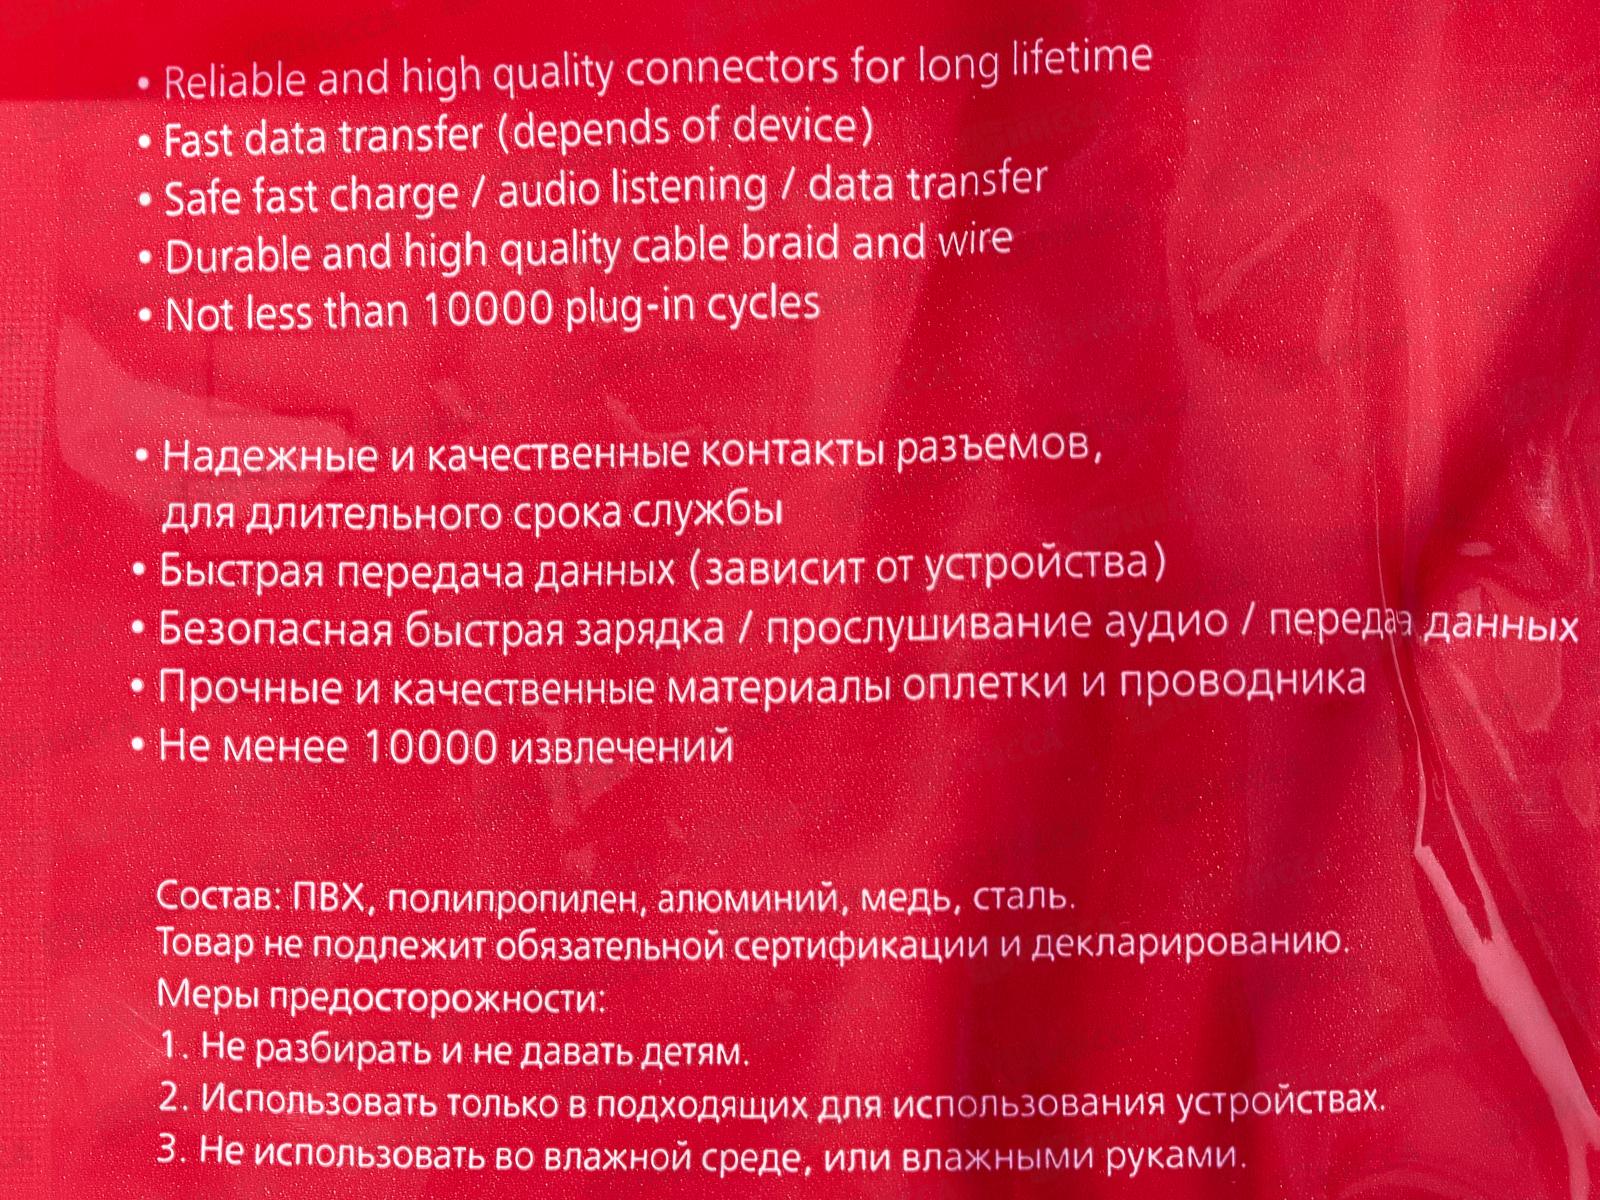 • Reliable and high quality connectors for long lifetime
• Fast data transfer (depends of device)
• Safe fast charge / audio listening / data transfer
• Durable and high quality cable braid and wire
• Not less than 10000 plug-in cycles
• Надежные и качественные контакты разъемов,
для длительного срока службы
• Быстрая передача данных (зависит от устройства)
• Безопасная быстрая зарядка / прослушивание аудио / данных
• Прочные и качественные материалы оплетки и проводника
• Не менее 10000 извлечений
Состав: ПВХ, полипропилен, алюминий, медь, сталь.
Товар не подлежит обязательной сертификации и декларированию.
Меры предосторожности:
1. Не разбирать и не давать детям.
2. Использовать только в подходящих для использования устройствах.
3. Не использовать во влажной среде, или влажными руками.